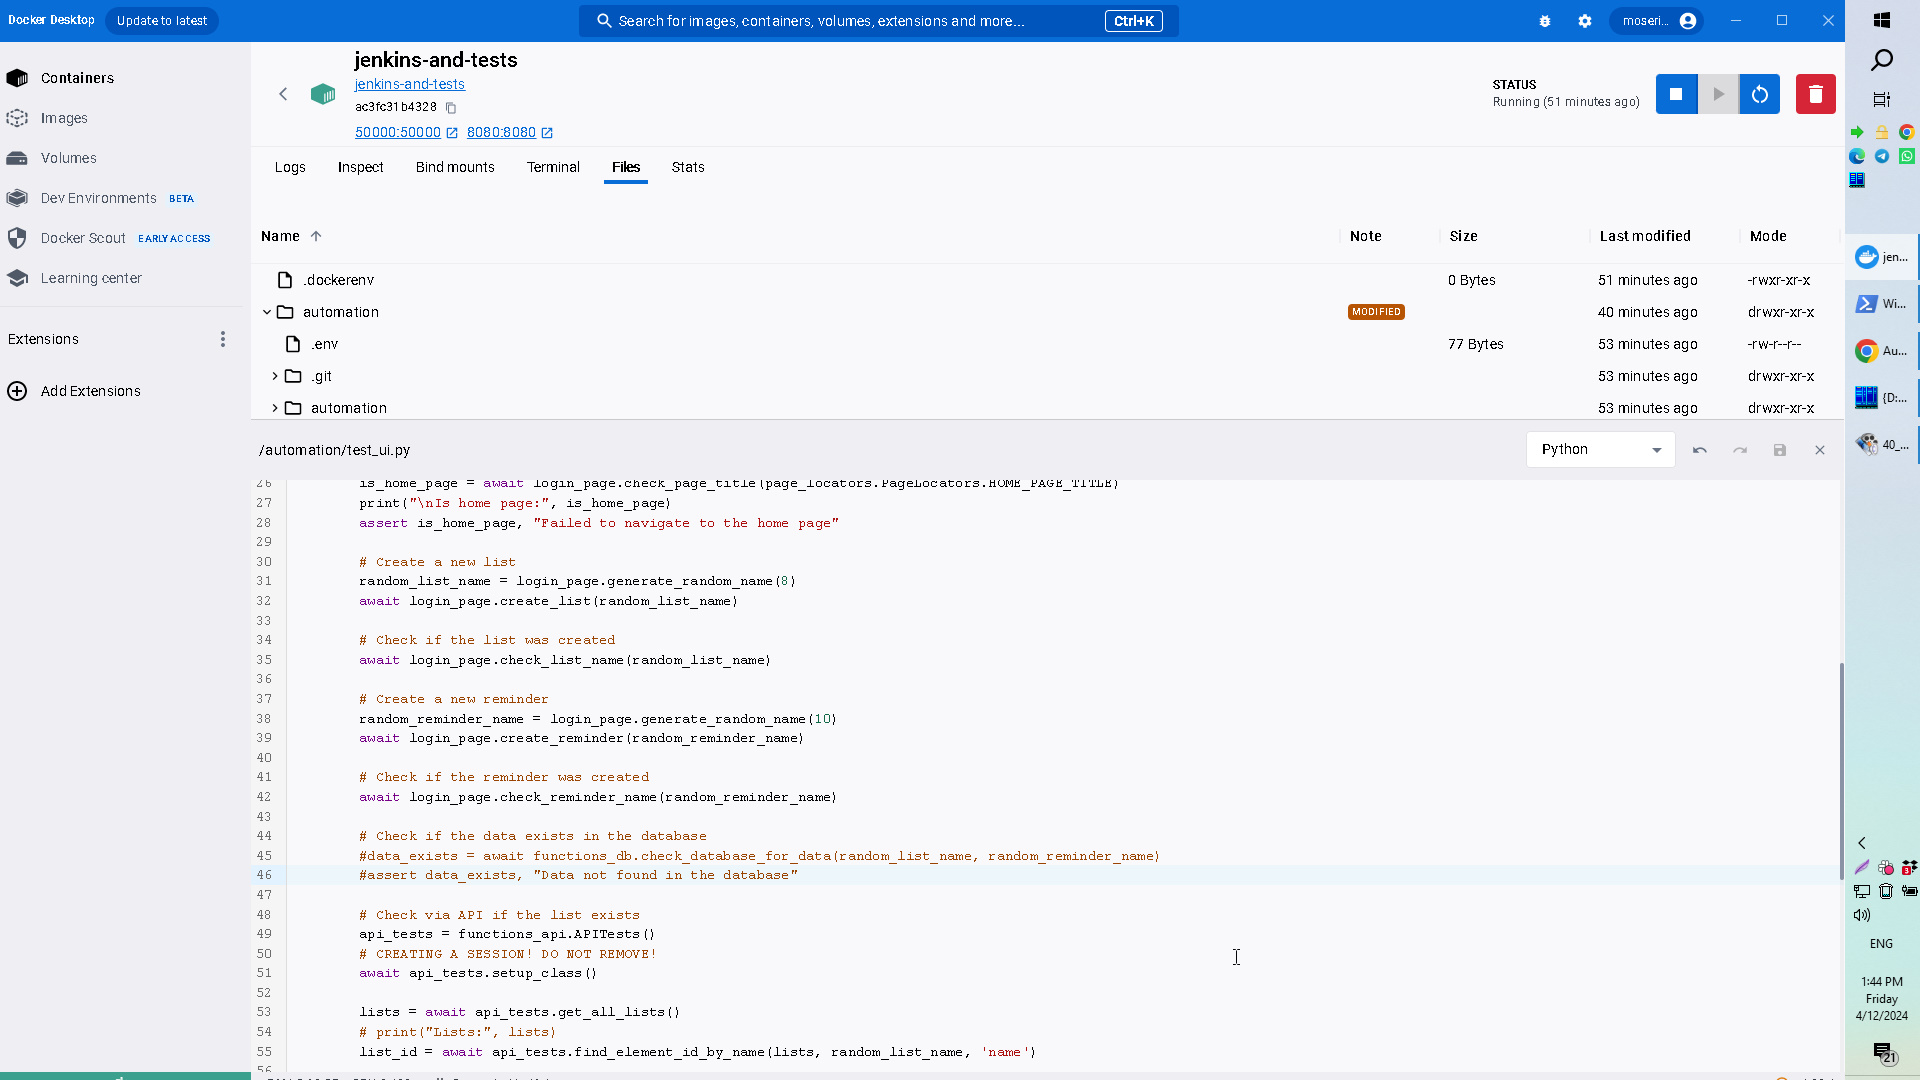 Docker Desktop
Update to latest
Search for images, containers, volumes, extensions and more...
Ctrl+K
moseri...
Containers
Images
Volumes
Dev Environments BETA
Docker Scout EARLY ACCESS
Learning center
Extensions
Add Extensions
jenkins-and-tests
jenkins-and-tests
ac3fc31b4328
50000:50000 8080:8080
STATUS
Running (51 minutes ago)
Logs Inspect Bind mounts Terminal Files Stats
Name Note Size Last modified Mode
.dockerenv 0 Bytes 51 minutes ago -rwxr-xr-x
automation MODIFIED 40 minutes ago drwxr-xr-x
.env 77 Bytes 53 minutes ago -rw-r--r--
.git 53 minutes ago drwxr-xr-x
automation 53 minutes ago drwxr-xr-x
/automation/test_ui.py
Python
26 is_home_page = await login_page.check_page_title(page_locators.PageLocators.HOME_PAGE_TITLE)
27 print("\nIs home page:", is_home_page)
28 assert is_home_page, "Failed to navigate to the home page"
29
30 # Create a new list
31 random_list_name = login_page.generate_random_name(8)
32 await login_page.create_list(random_list_name)
33
34 # Check if the list was created
35 await login_page.check_list_name(random_list_name)
36
37 # Create a new reminder
38 random_reminder_name = login_page.generate_random_name(10)
39 await login_page.create_reminder(random_reminder_name)
40
41 # Check if the reminder was created
42 await login_page.check_reminder_name(random_reminder_name)
43
44 # Check if the data exists in the database
45 #data_exists = await functions_db.check_database_for_data(random_list_name, random_reminder_name)
46 #assert data_exists, "Data not found in the database"
47
48 # Check via API if the list exists
49 api_tests = functions_api.APITests()
50 # CREATING A SESSION! DO NOT REMOVE!
51 await api_tests.setup_class()
52
53 lists = await api_tests.get_all_lists()
54 # print("Lists:", lists)
55 list_id = await api_tests.find_element_id_by_name(lists, random_list_name, 'name')
56
jen...
Wi...
Au...
{D:...
40_...
3
ENG
1:44 PM
Friday
4/12/2024
21